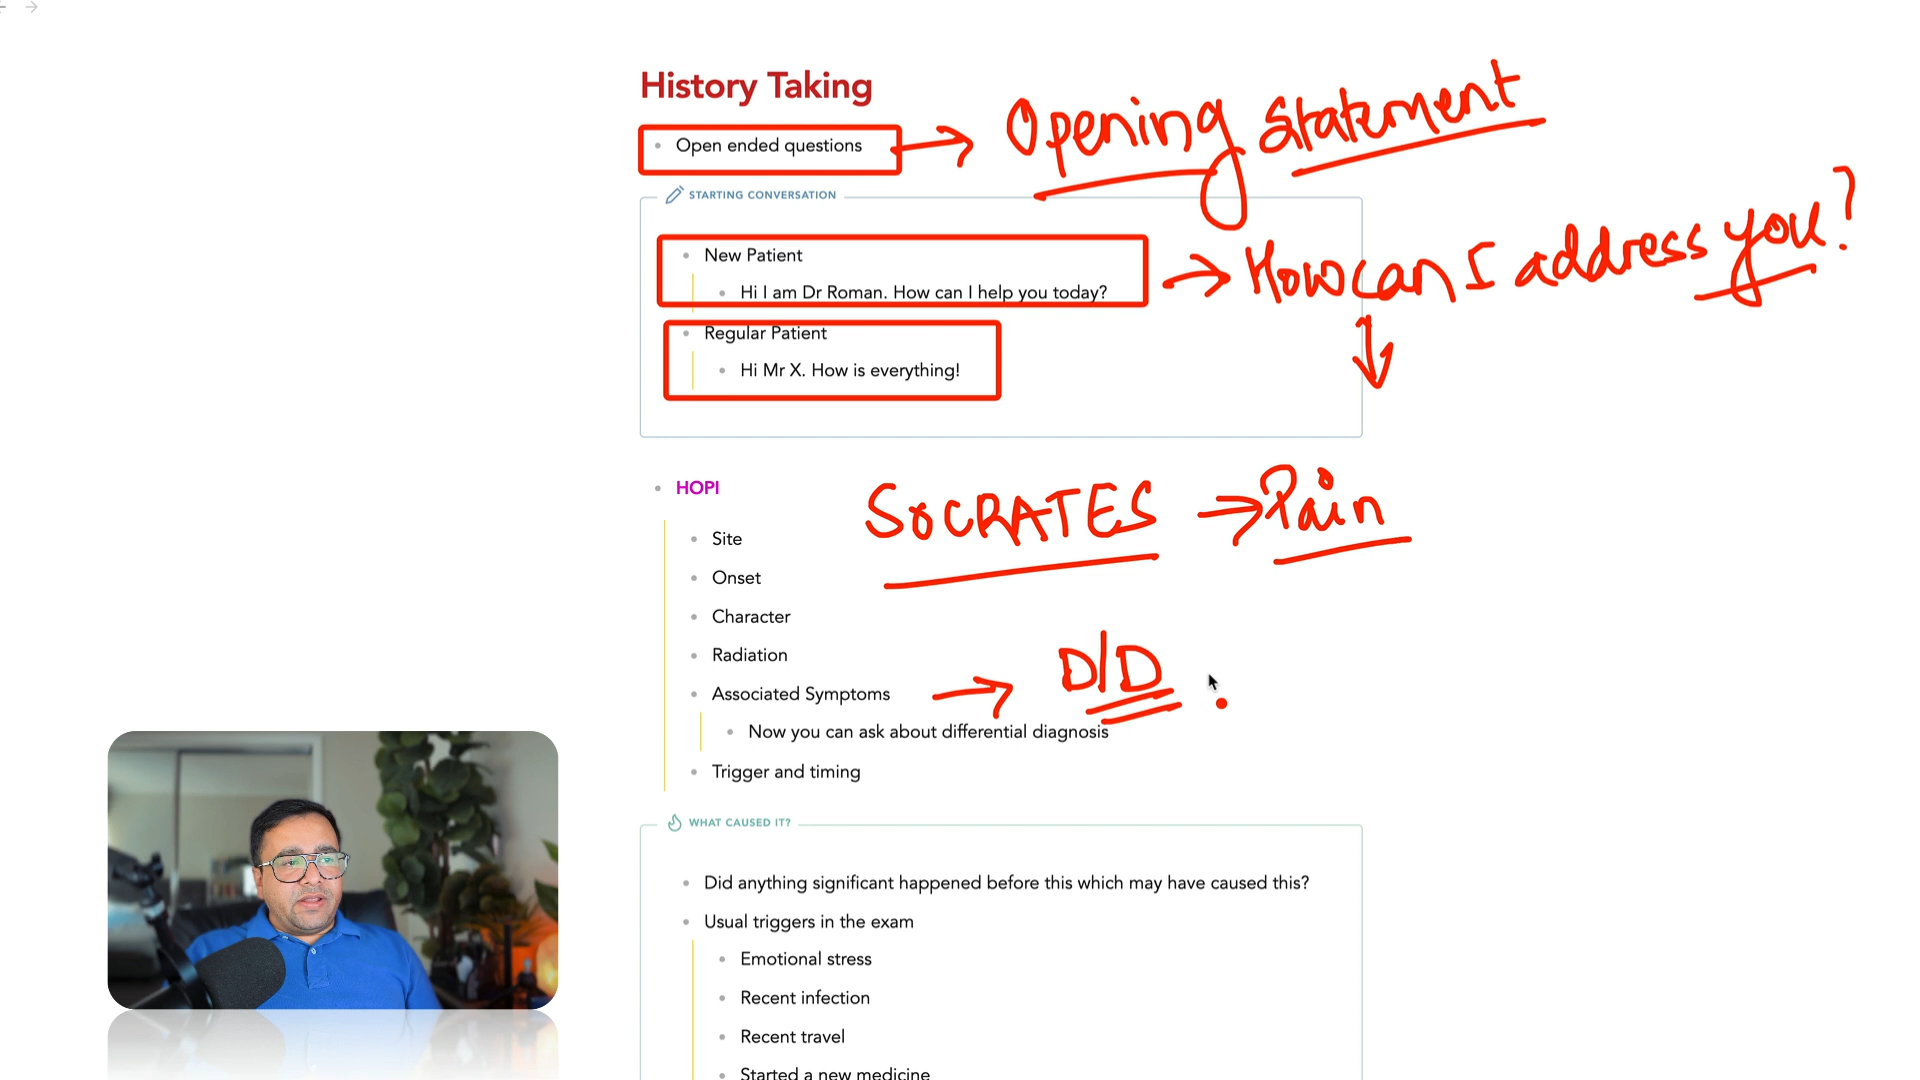 History Taking
Open ended questions
Opening Statement
STARTING CONVERSATION
New Patient
Hi I am Dr Roman. How can I help you today?
How can I address you?
Regular Patient
Hi Mr X. How is everything!
HOPI
SOCRATES → Pain
Site
Onset
Character
Radiation
Associated Symptoms
D/D
Now you can ask about differential diagnosis
Trigger and timing
WHAT CAUSED IT?
Did anything significant happened before this which may have caused this?
Usual triggers in the exam
Emotional stress
Recent infection
Recent travel
Started a new medicine